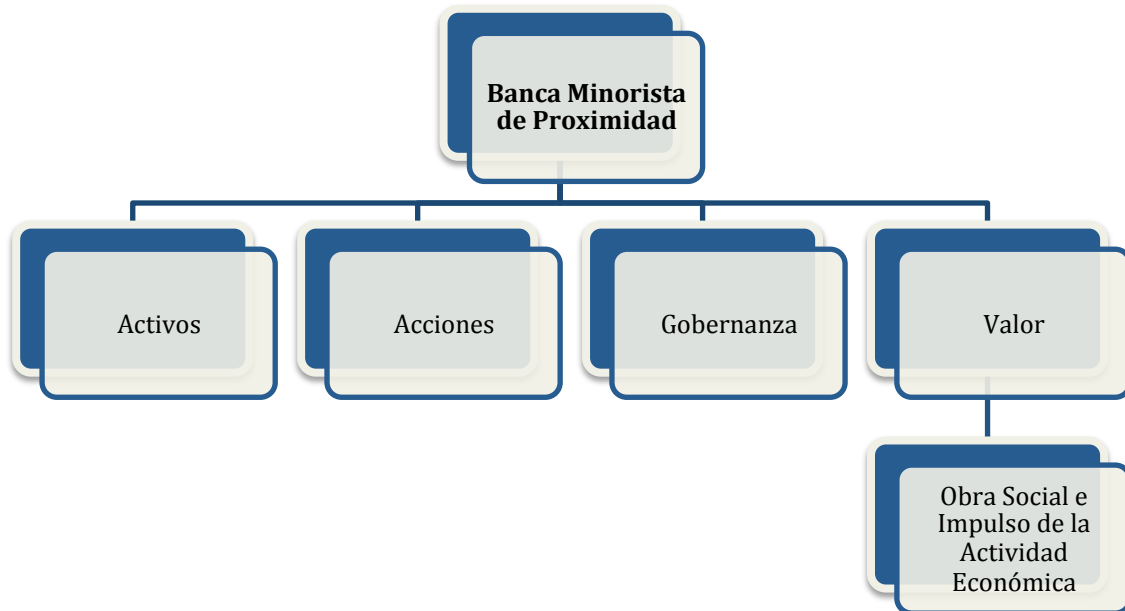 Banca Minorista
de Proximidad
Activos
Acciones
Gobernanza
Valor
Obra Social e
Impulso de la
Actividad
Económica